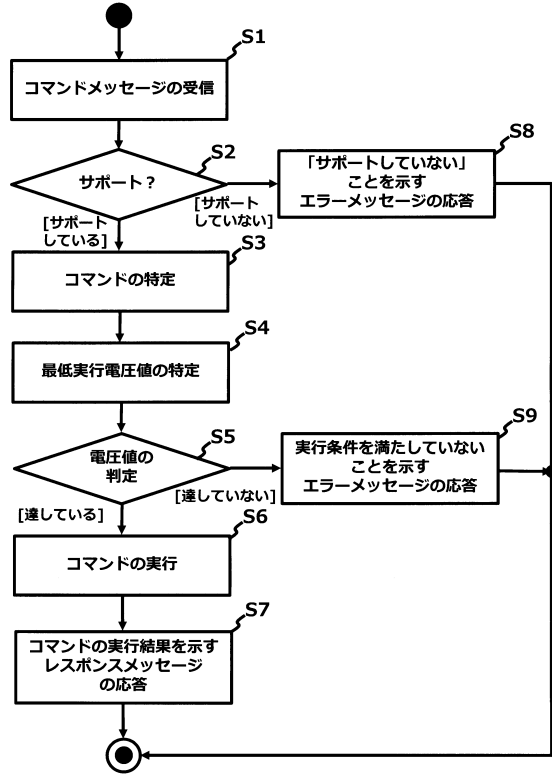 S1
コマンドメッセージの受信
S2
サポート？
[サポート
している]
[サポート
していない]
S8
「サポートしていない」
ことを示す
エラーメッセージの応答
S3
コマンドの特定
S4
最低実行電圧値の特定
S5
電圧値の
判定
[達している]
[達していない]
S9
実行条件を満たしていない
ことを示す
エラーメッセージの応答
S6
コマンドの実行
S7
コマンドの実行結果を示す
レスポンスメッセージ
の応答